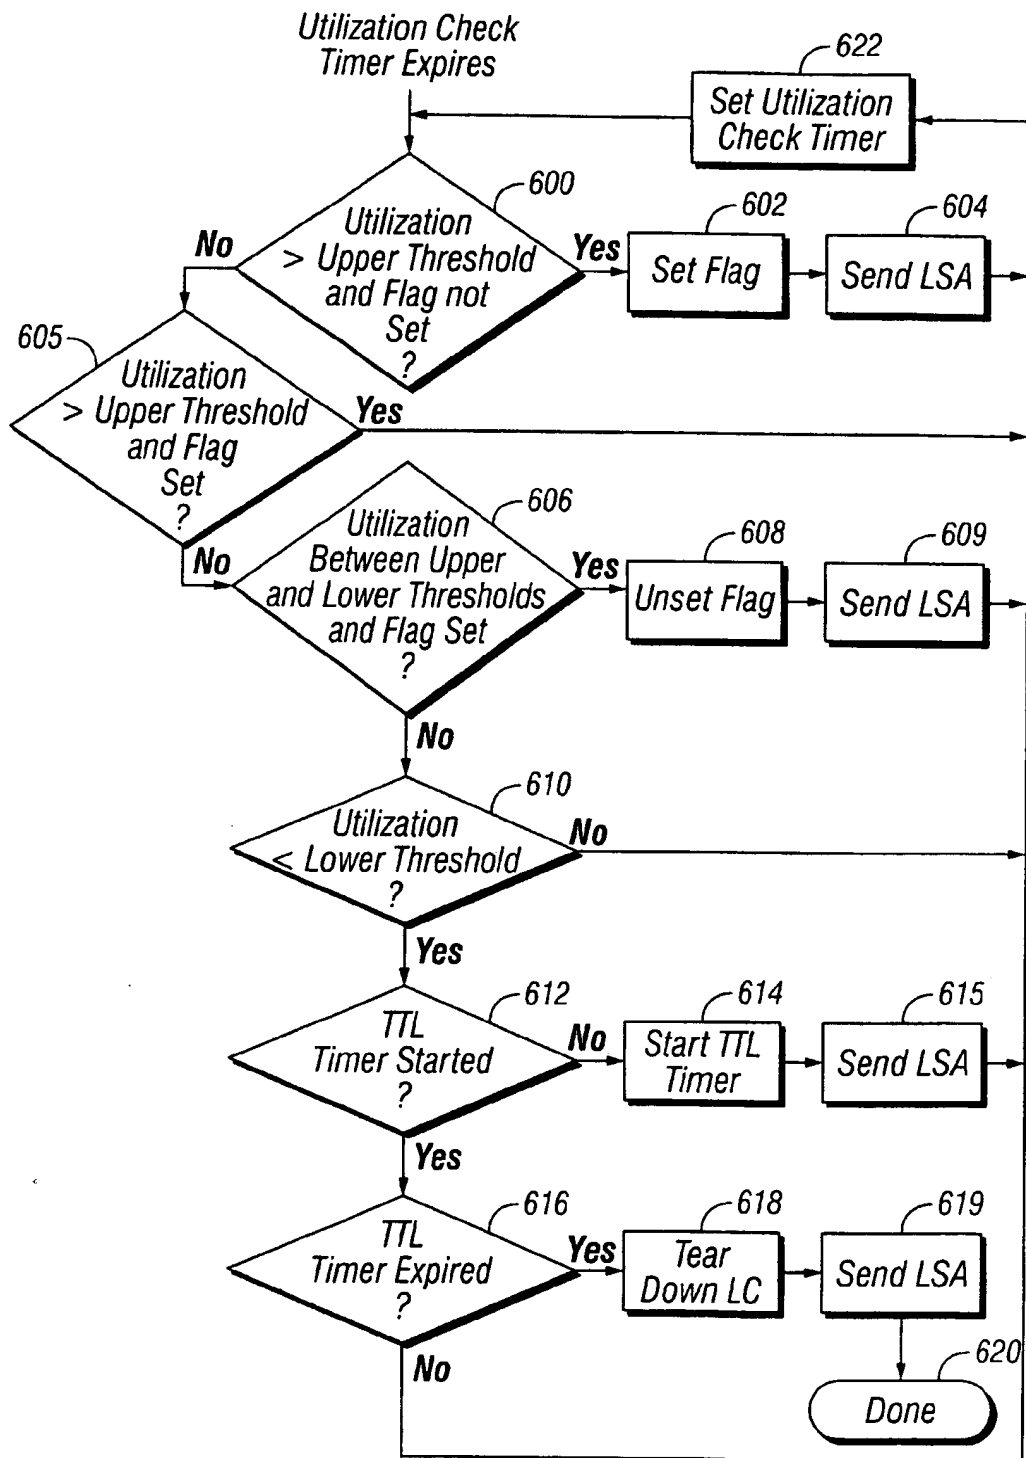 Utilization Check
Timer Expires
622
Set Utilization
Check Timer
600
Utilization
> Upper Threshold
and Flag not
Set
?
No
Yes
602
Set Flag
604
Send LSA
605
Utilization
> Upper Threshold
and Flag
Set
?
Yes
No
606
Utilization
Between Upper
and Lower Thresholds
and Flag Set
?
Yes
608
Unset Flag
609
Send LSA
No
610
Utilization
< Lower Threshold
?
No
Yes
612
TTL
Timer Started
?
No
614
Start TTL
Timer
615
Send LSA
Yes
616
TTL
Timer Expired
?
Yes
618
Tear
Down LC
619
Send LSA
No
620
Done